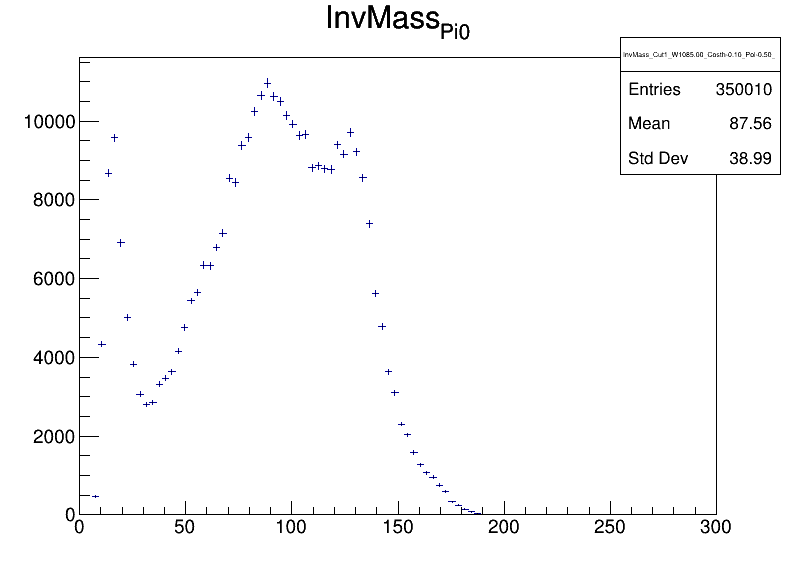 InvMass_Pi0
InvMass_Cut1_W1085.00_Costh-0.10_Pol-0.50_
Entries 350010
Mean 87.56
Std Dev 38.99
10000
8000
6000
4000
2000
0
0 50 100 150 200 250 300